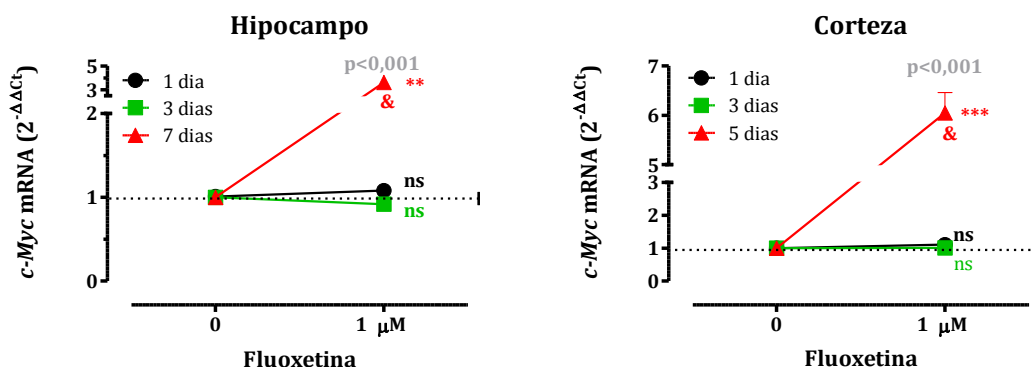 Hipocampo
c-Myc mRNA (2^-ΔΔCt)
5
3
2
1
0
1 dia
3 dias
7 dias
p<0,001
**
&
ns
ns
0
1 μM
Fluoxetina
Corteza
c-Myc mRNA (2^-ΔΔCt)
7
6
5
3
2
1
0
1 dia
3 dias
5 dias
p<0,001
***
&
ns
ns
0
1 μM
Fluoxetina